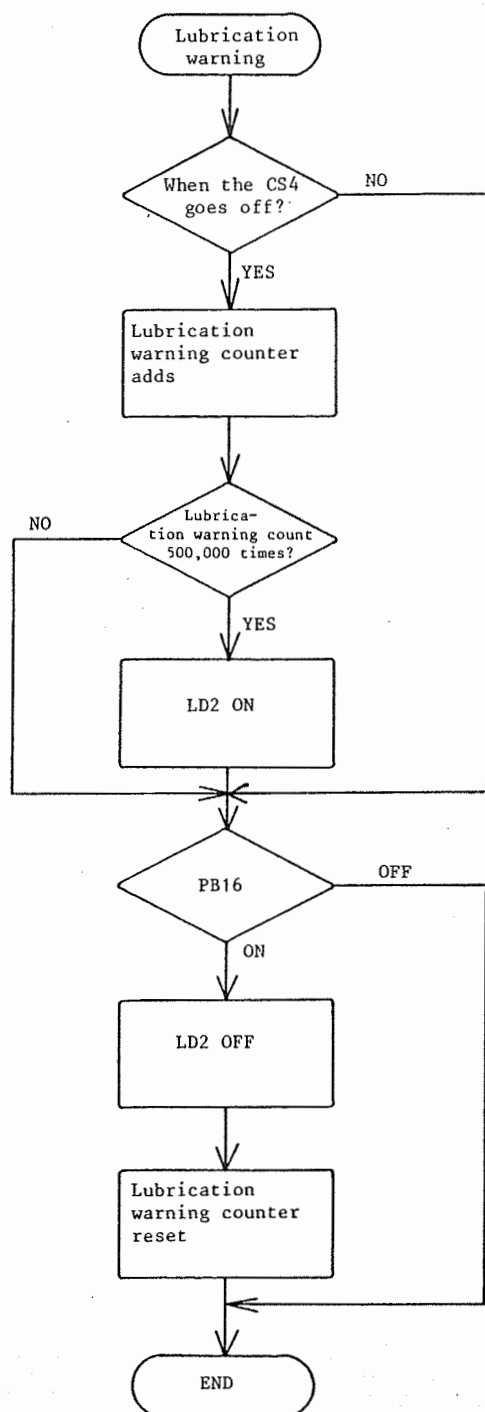 Lubrication
warning
When the CS4
goes off?
NO
YES
Lubrication
warning counter
adds
Lubrica-
tion warning count
500,000 times?
NO
YES
LD2 ON
PB16
OFF
ON
LD2 OFF
Lubrication
warning counter
reset
END